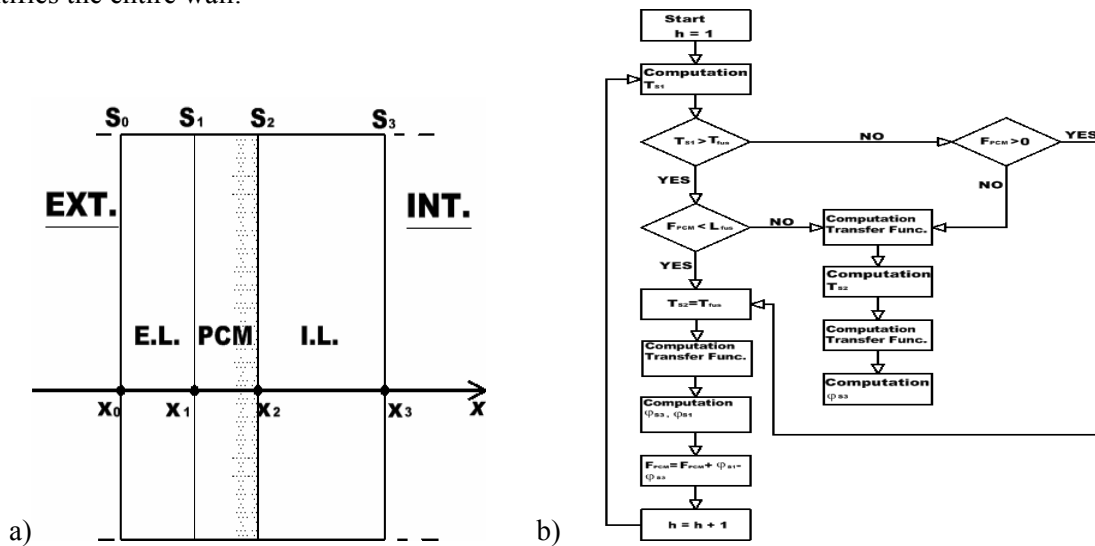 tifies the entire wall.
S0 S1 S2 S3
EXT. INT.
E.L. PCM I.L.
x0 x1 x2 x3 x
a)
b)
Start
h = 1
Computation
TS1
TS1>Tfus
NO
FPCM>0
YES
YES
NO
FPCM<Lfus
NO
Computation
Transfer Func.
YES
Computation
TS2
TS2=Tfus
Computation
Transfer Func.
Computation
Transfer Func.
Computation
φS3
Computation
φS3, φS1
FPCM=FPCM+ φS1-
φS3
h = h + 1